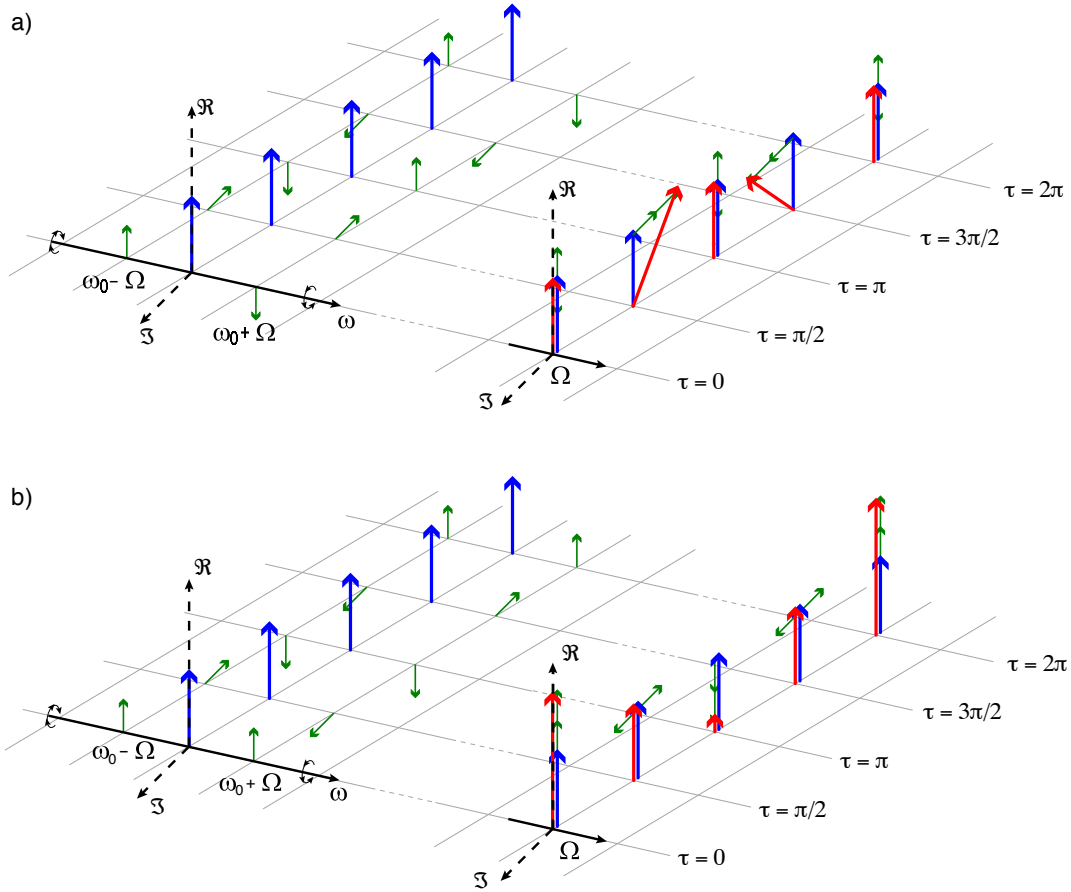 a)
ℜ
τ = 2π
ℜ
τ = 3π/2
ω₀− Ω
τ = π
ℑ
ω₀+ Ω
ω
τ = π/2
Ω
τ = 0
ℑ
b)
ℜ
ℜ
τ = 2π
τ = 3π/2
ω₀− Ω
τ = π
ℑ
ω₀+ Ω
ω
τ = π/2
Ω
τ = 0
ℑ